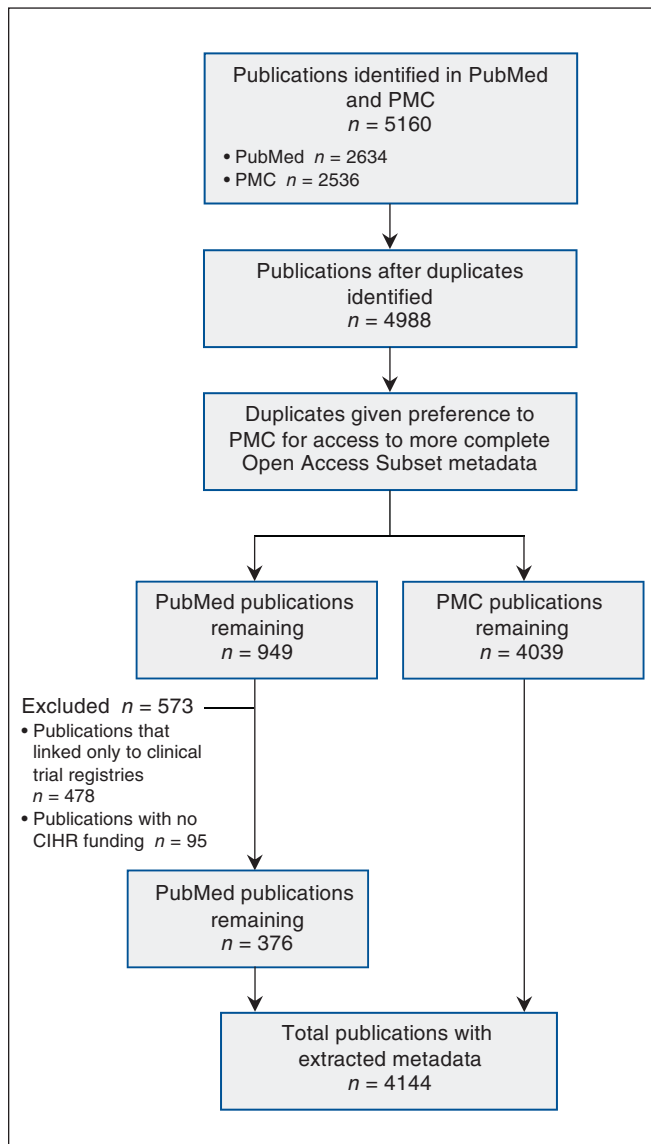 Publications identified in PubMed
and PMC
n = 5160
• PubMed n = 2634
• PMC n = 2536
Publications after duplicates
identified
n = 4988
Duplicates given preference to
PMC for access to more complete
Open Access Subset metadata
PubMed publications
remaining
n = 949
PMC publications
remaining
n = 4039
Excluded n = 573
• Publications that
linked only to clinical
trial registries
n = 478
• Publications with no
CIHR funding n = 95
PubMed publications
remaining
n = 376
Total publications with
extracted metadata
n = 4144